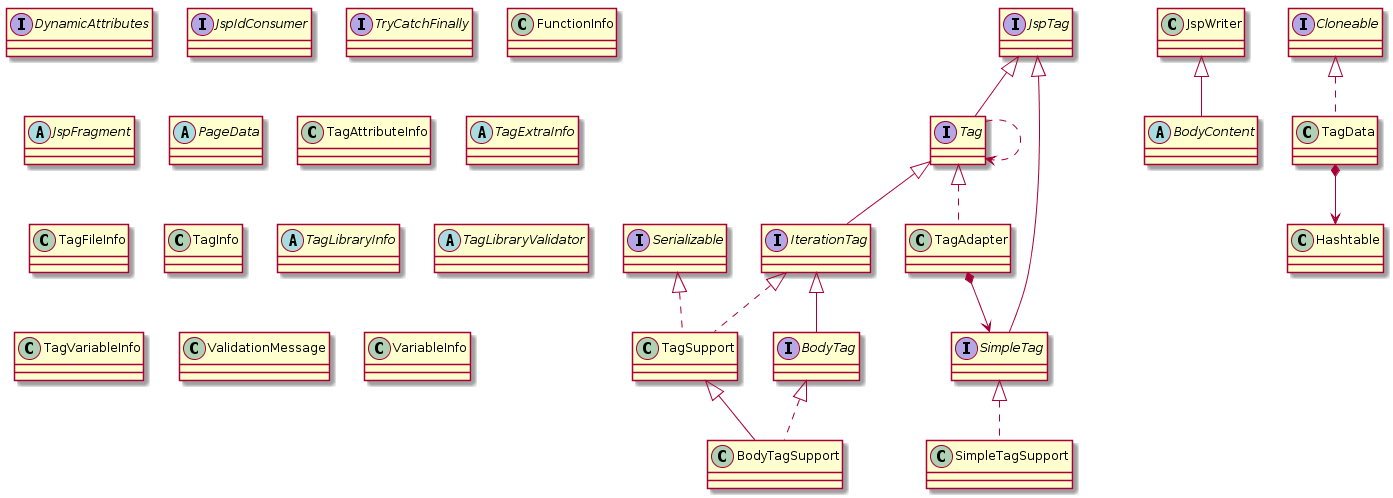 I DynamicAttributes
I JspIdConsumer
I TryCatchFinally
C FunctionInfo
I JspTag
C JspWriter
I Cloneable
A JspFragment
A PageData
C TagAttributeInfo
A TagExtraInfo
I Tag
A BodyContent
C TagData
C TagFileInfo
C TagInfo
A TagLibraryInfo
A TagLibraryValidator
I Serializable
I IterationTag
C TagAdapter
C Hashtable
C TagVariableInfo
C ValidationMessage
C VariableInfo
C TagSupport
I BodyTag
I SimpleTag
C BodyTagSupport
C SimpleTagSupport